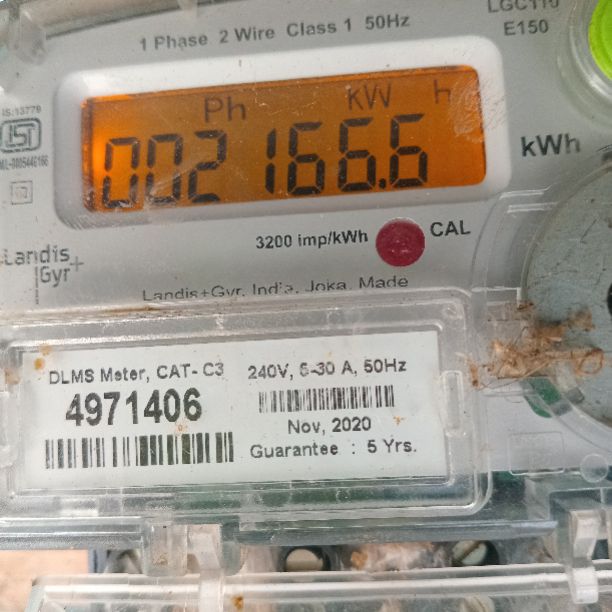 LGC110
E150
1 Phase 2 Wire Class 1 50Hz
IS:13779
Ph KW h
002166.6
kWh
3200 imp/kWh CAL
Landis+
Gyr
Landis+Gyr, India, Joka, Made
DLMS Meter, CAT- C3 240V, 5-30 A, 50Hz
4971406
Nov, 2020
Guarantee : 5 Yrs.